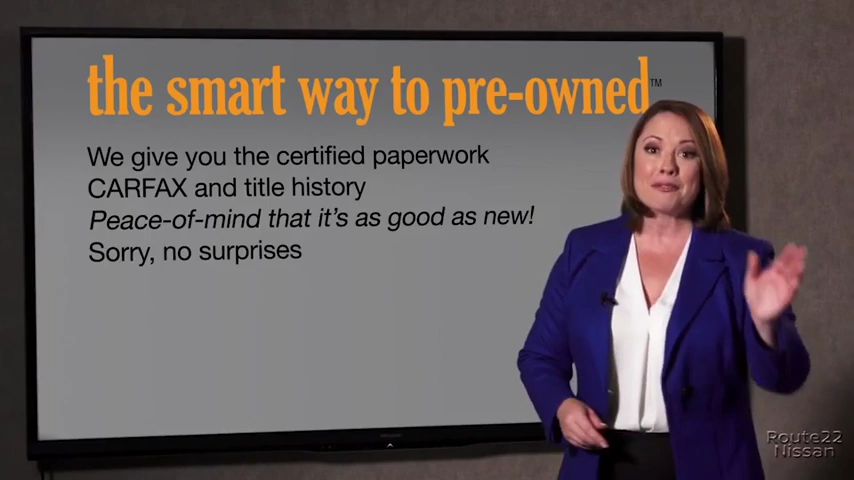 the smart way to pre-owned™
We give you the certified paperwork
CARFAX and title history
Peace-of-mind that it's as good as new!
Sorry, no surprises
Route22
Nissan